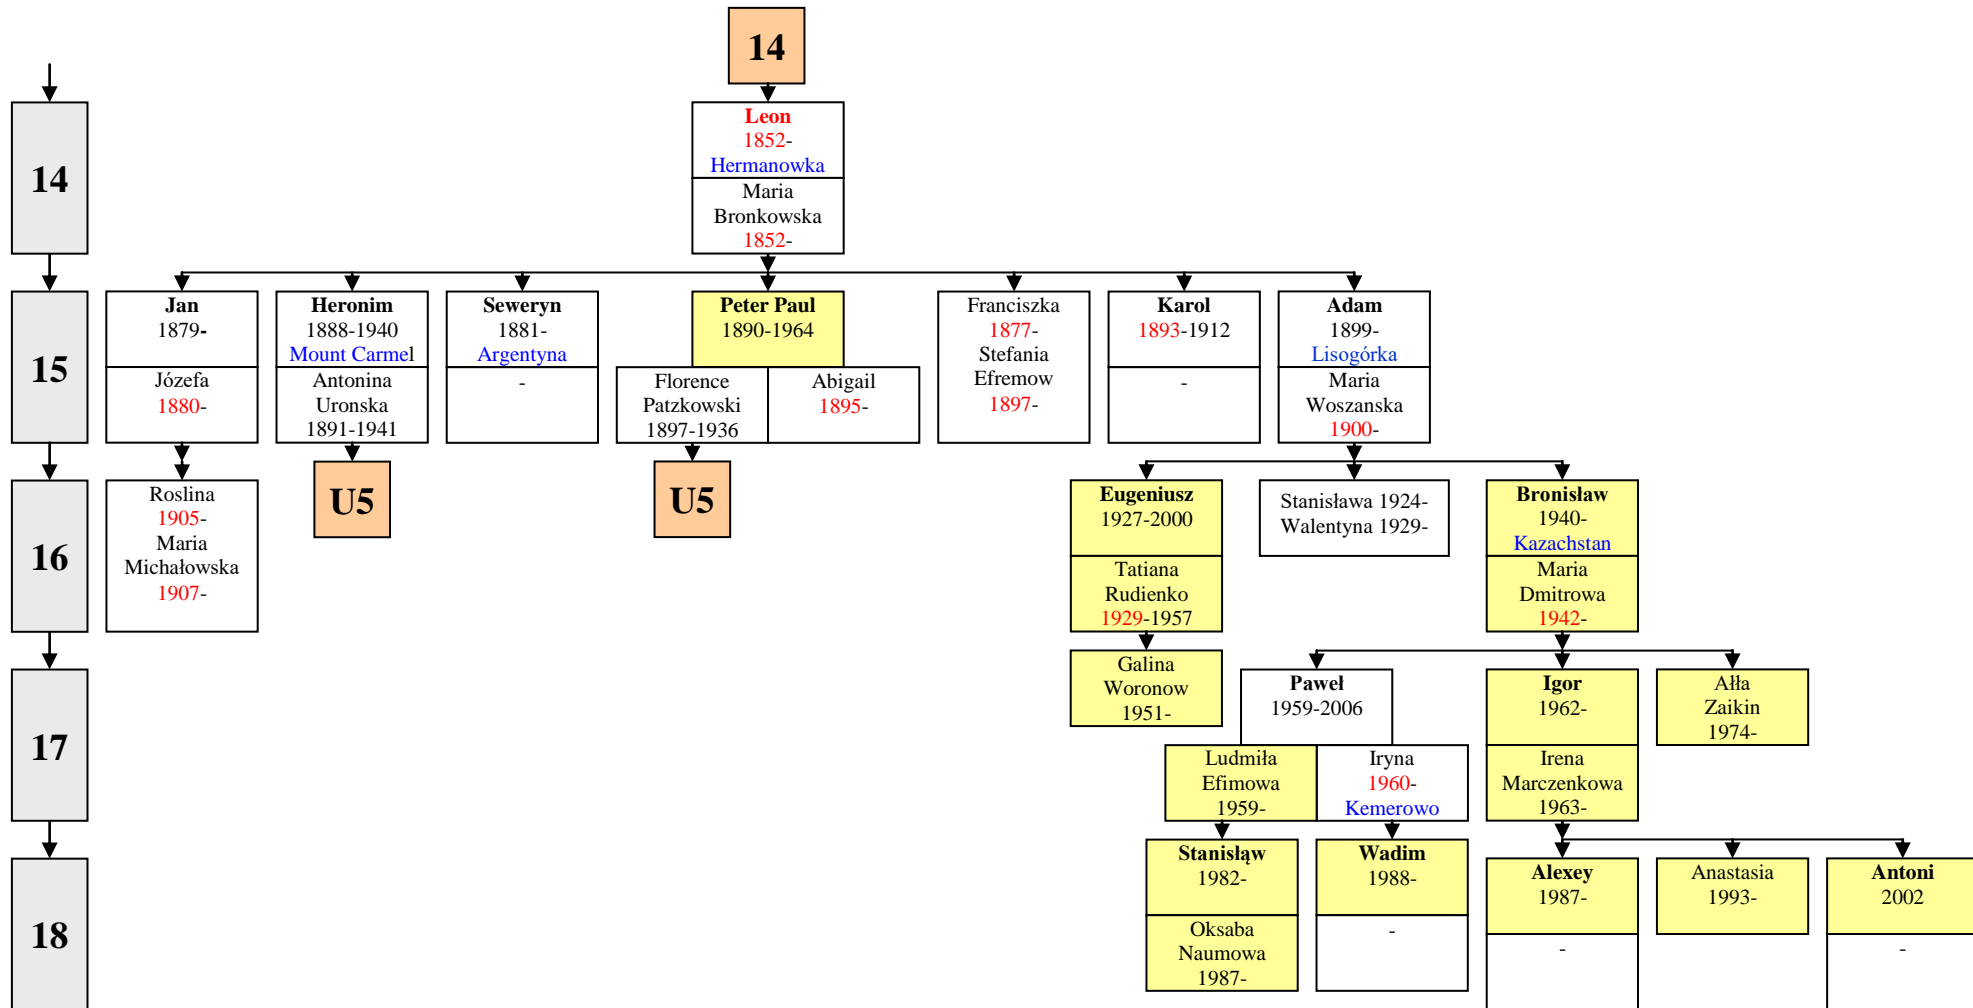 14
14
Leon
1852-
Hermanowka
Maria
Bronkowska
1852-
15
Jan
1879-
Józefa
1880-
Heronim
1888-1940
Mount Carmel
Antonina
Uronska
1891-1941
Seweryn
1881-
Argentyna
-
Peter Paul
1890-1964
Florence
Patzkowski
1897-1936
Abigail
1895-
Franciszka
1877-
Stefania
Efremow
1897-
Karol
1893-1912
-
Adam
1899-
Lisogórka
Maria
Woszanska
1900-
16
Roslina
1905-
Maria
Michałowska
1907-
U5
U5
Eugeniusz
1927-2000
Tatiana
Rudienko
1929-1957
Stanisława 1924-
Walentyna 1929-
Bronisław
1940-
Kazachstan
Maria
Dmitrowa
1942-
17
Galina
Woronow
1951-
Paweł
1959-2006
Ludmiła
Efimowa
1959-
Iryna
1960-
Kemerowo
Igor
1962-
Irena
Marczenkowa
1963-
Ałła
Zaikin
1974-
18
Stanisląw
1982-
Oksaba
Naumowa
1987-
Wadim
1988-
-
Alexey
1987-
-
Anastasia
1993-
Antoni
2002
-